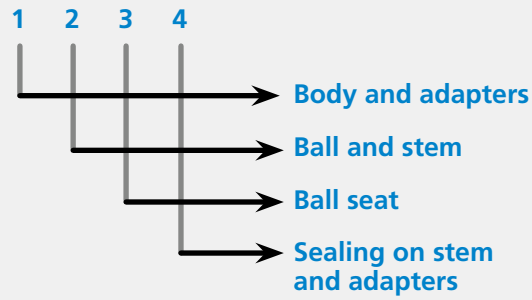 1 2 3 4
Body and adapters
Ball and stem
Ball seat
Sealing on stem
and adapters